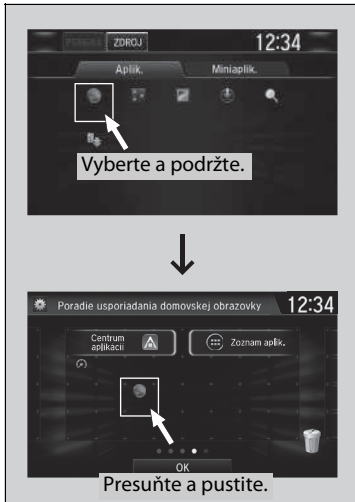 ZDROJ
12:34
Aplik.
Miniaplik.
Vyberte a podržte.
Poradie usporiadania domovskej obrazovky
12:34
Centrum
aplikácií
Zoznam aplik.
OK
Presuňte a pustite.